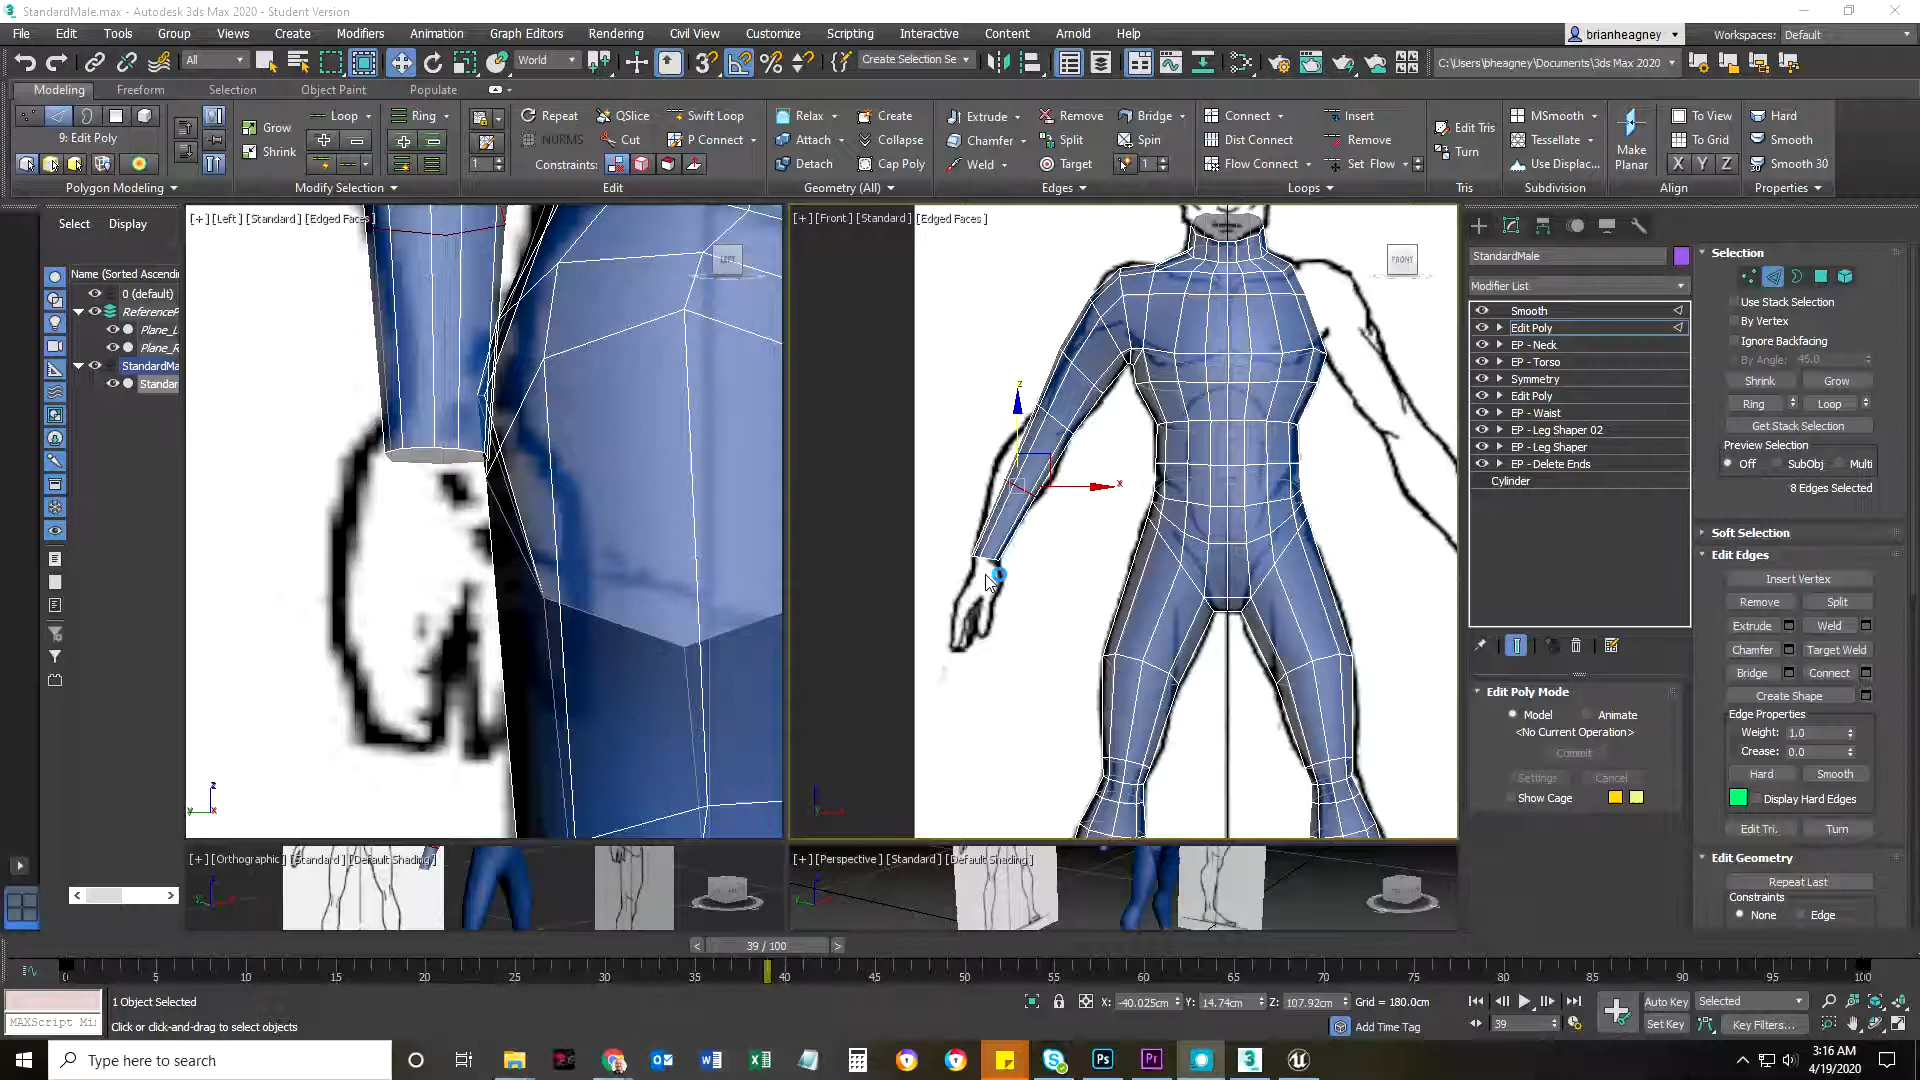 StandardMale.max - Autodesk 3ds Max 2020 - Student Version
File Edit Tools Group Views Create Modifiers Animation Graph Editors Rendering Civil View Customize Scripting Interactive Content Arnold Help
brianheagney
Workspaces: Default
All
World
Create Selection Se
C:\Users\bheagney\Documents\3ds Max 2020
Modeling Freeform Selection Object Paint Populate
9: Edit Poly
Grow
Shrink
Loop
Ring
Repeat QSlice Swift Loop
NURMS Cut P Connect
Constraints:
Relax Create
Attach Collapse
Detach Cap Poly
Extrude Remove Bridge
Chamfer Split Spin
Weld Target 1
Connect Insert
Dist Connect Remove
Flow Connect Set Flow
Edit Tris
Turn
MSmooth
Tessellate
Use Displac...
Make Planar
To View
To Grid
X Y Z
Hard
Smooth
Smooth 30
Polygon Modeling Modify Selection Edit Geometry (All) Edges Loops Tris Subdivision Align Properties
Select Display
Name (Sorted Ascendin
0 (default)
ReferenceP
Plane_L
Plane_R
StandardMa
Standar
[+] [Left] [Standard] [Edged Faces]
LEFT
[+] [Front] [Standard] [Edged Faces]
FRONT
z
x
[+] [Orthographic] [Standard] [Default Shading]
[+] [Perspective] [Standard] [Default Shading]
StandardMale
Modifier List
Smooth
Edit Poly
EP - Neck
EP - Torso
Symmetry
Edit Poly
EP - Waist
EP - Leg Shaper 02
EP - Leg Shaper
EP - Delete Ends
Cylinder
Edit Poly Mode
Model Animate
<No Current Operation>
Commit
Settings Cancel
Show Cage
Selection
Use Stack Selection
By Vertex
Ignore Backfacing
By Angle: 45.0
Shrink Grow
Ring Loop
Get Stack Selection
Preview Selection
Off SubObj Multi
8 Edges Selected
Soft Selection
Edit Edges
Insert Vertex
Remove Split
Extrude Weld
Chamfer Target Weld
Bridge Connect
Create Shape
Edge Properties
Weight: 1.0
Crease: 0.0
Hard Smooth
Display Hard Edges
Edit Tri. Turn
Edit Geometry
Repeat Last
Constraints
None Edge
< 39 / 100 >
0 5 10 15 20 25 30 35 40 45 50 55 60 65 70 75 80 85 90 95 100
MAXScript Mi
1 Object Selected
Click or click-and-drag to select objects
X: -40.025cm Y: 14.74cm Z: 107.92cm Grid = 180.0cm
Add Time Tag
39
Auto Key Selected
Set Key Key Filters...
Type here to search
3:16 AM
4/19/2020